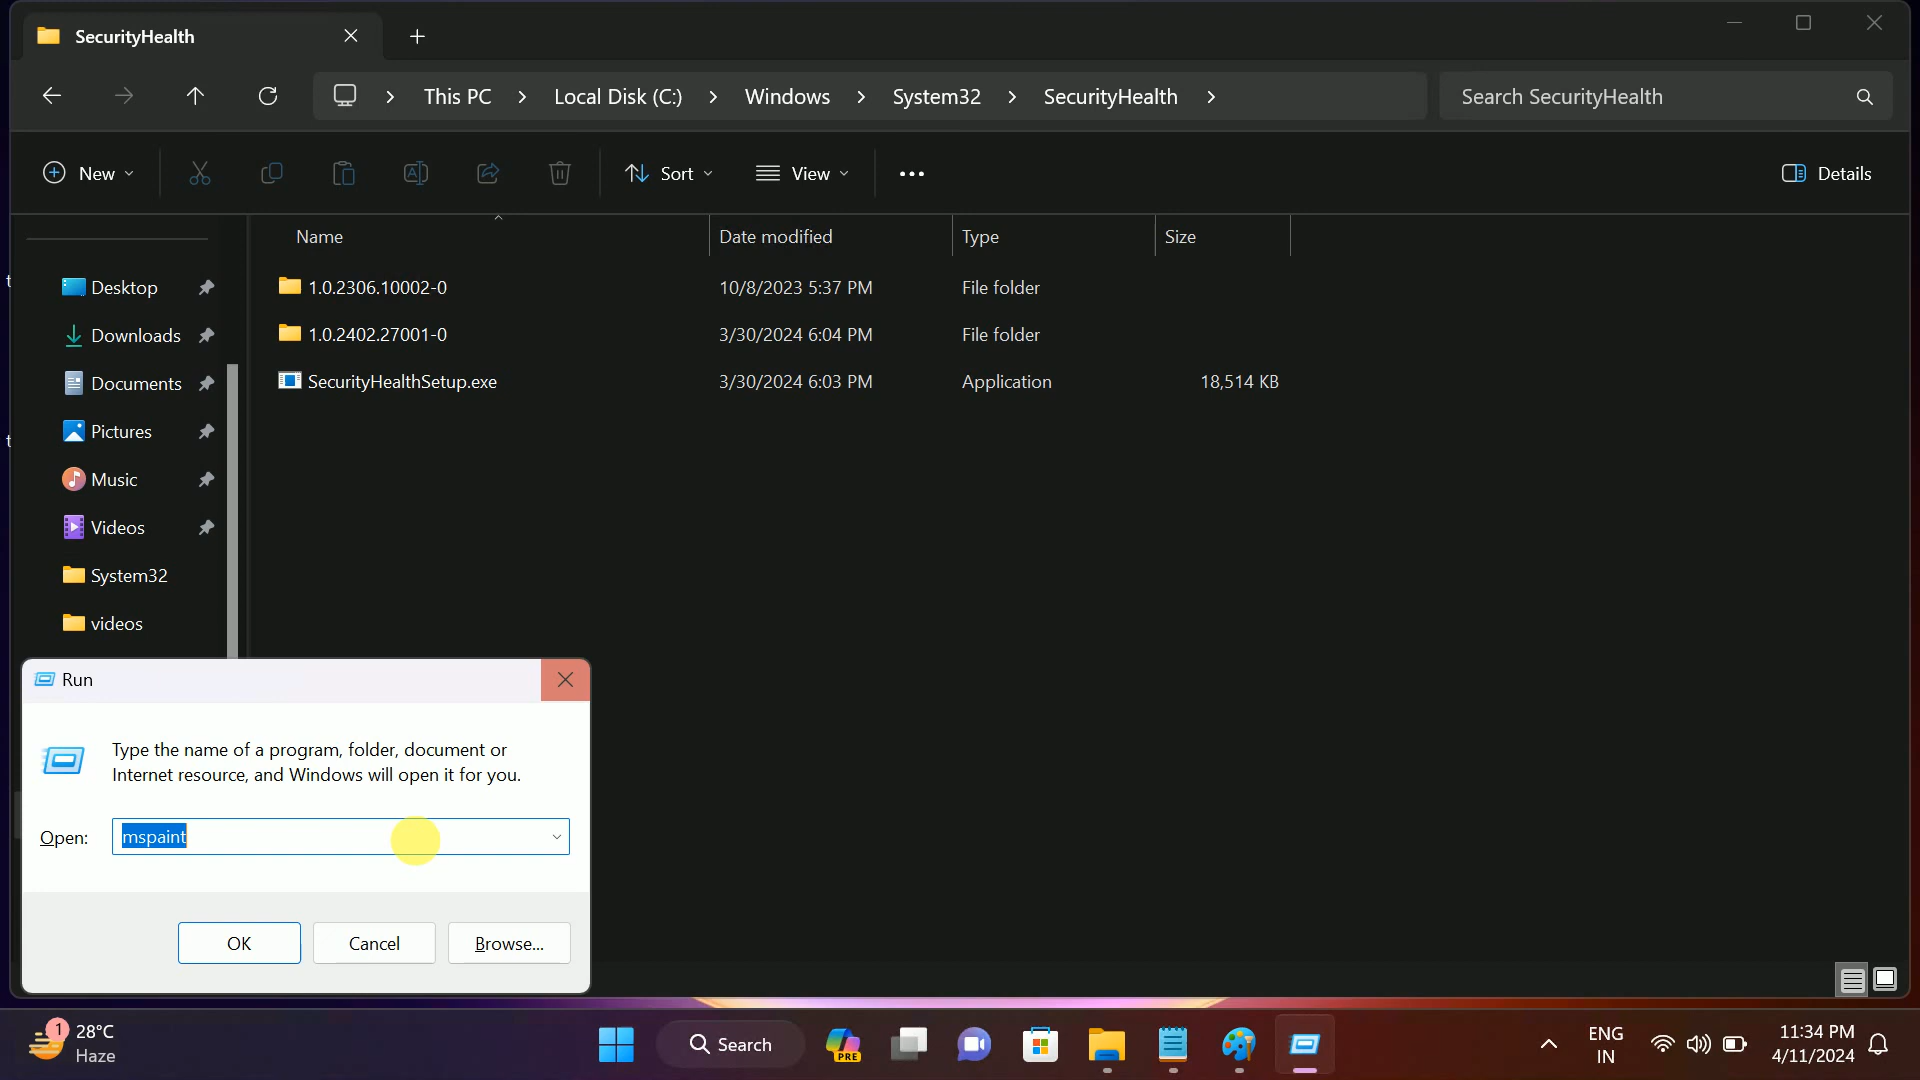 SecurityHealth
This PC
Local Disk (C:)
Windows
System32
SecurityHealth
Search SecurityHealth
New
Sort
View
Details
Name
Date modified
Type
Size
1.0.2306.10002-0
10/8/2023 5:37 PM
File folder
1.0.2402.27001-0
3/30/2024 6:04 PM
File folder
SecurityHealthSetup.exe
3/30/2024 6:03 PM
Application
18,514 KB
t
t
Desktop
Downloads
Documents
Pictures
Music
Videos
System32
videos
Run
Type the name of a program, folder, document or
Internet resource, and Windows will open it for you.
Open:
mspaint
OK
Cancel
Browse...
1
28°C
Haze
Search
PRE
ENG
IN
11:34 PM
4/11/2024